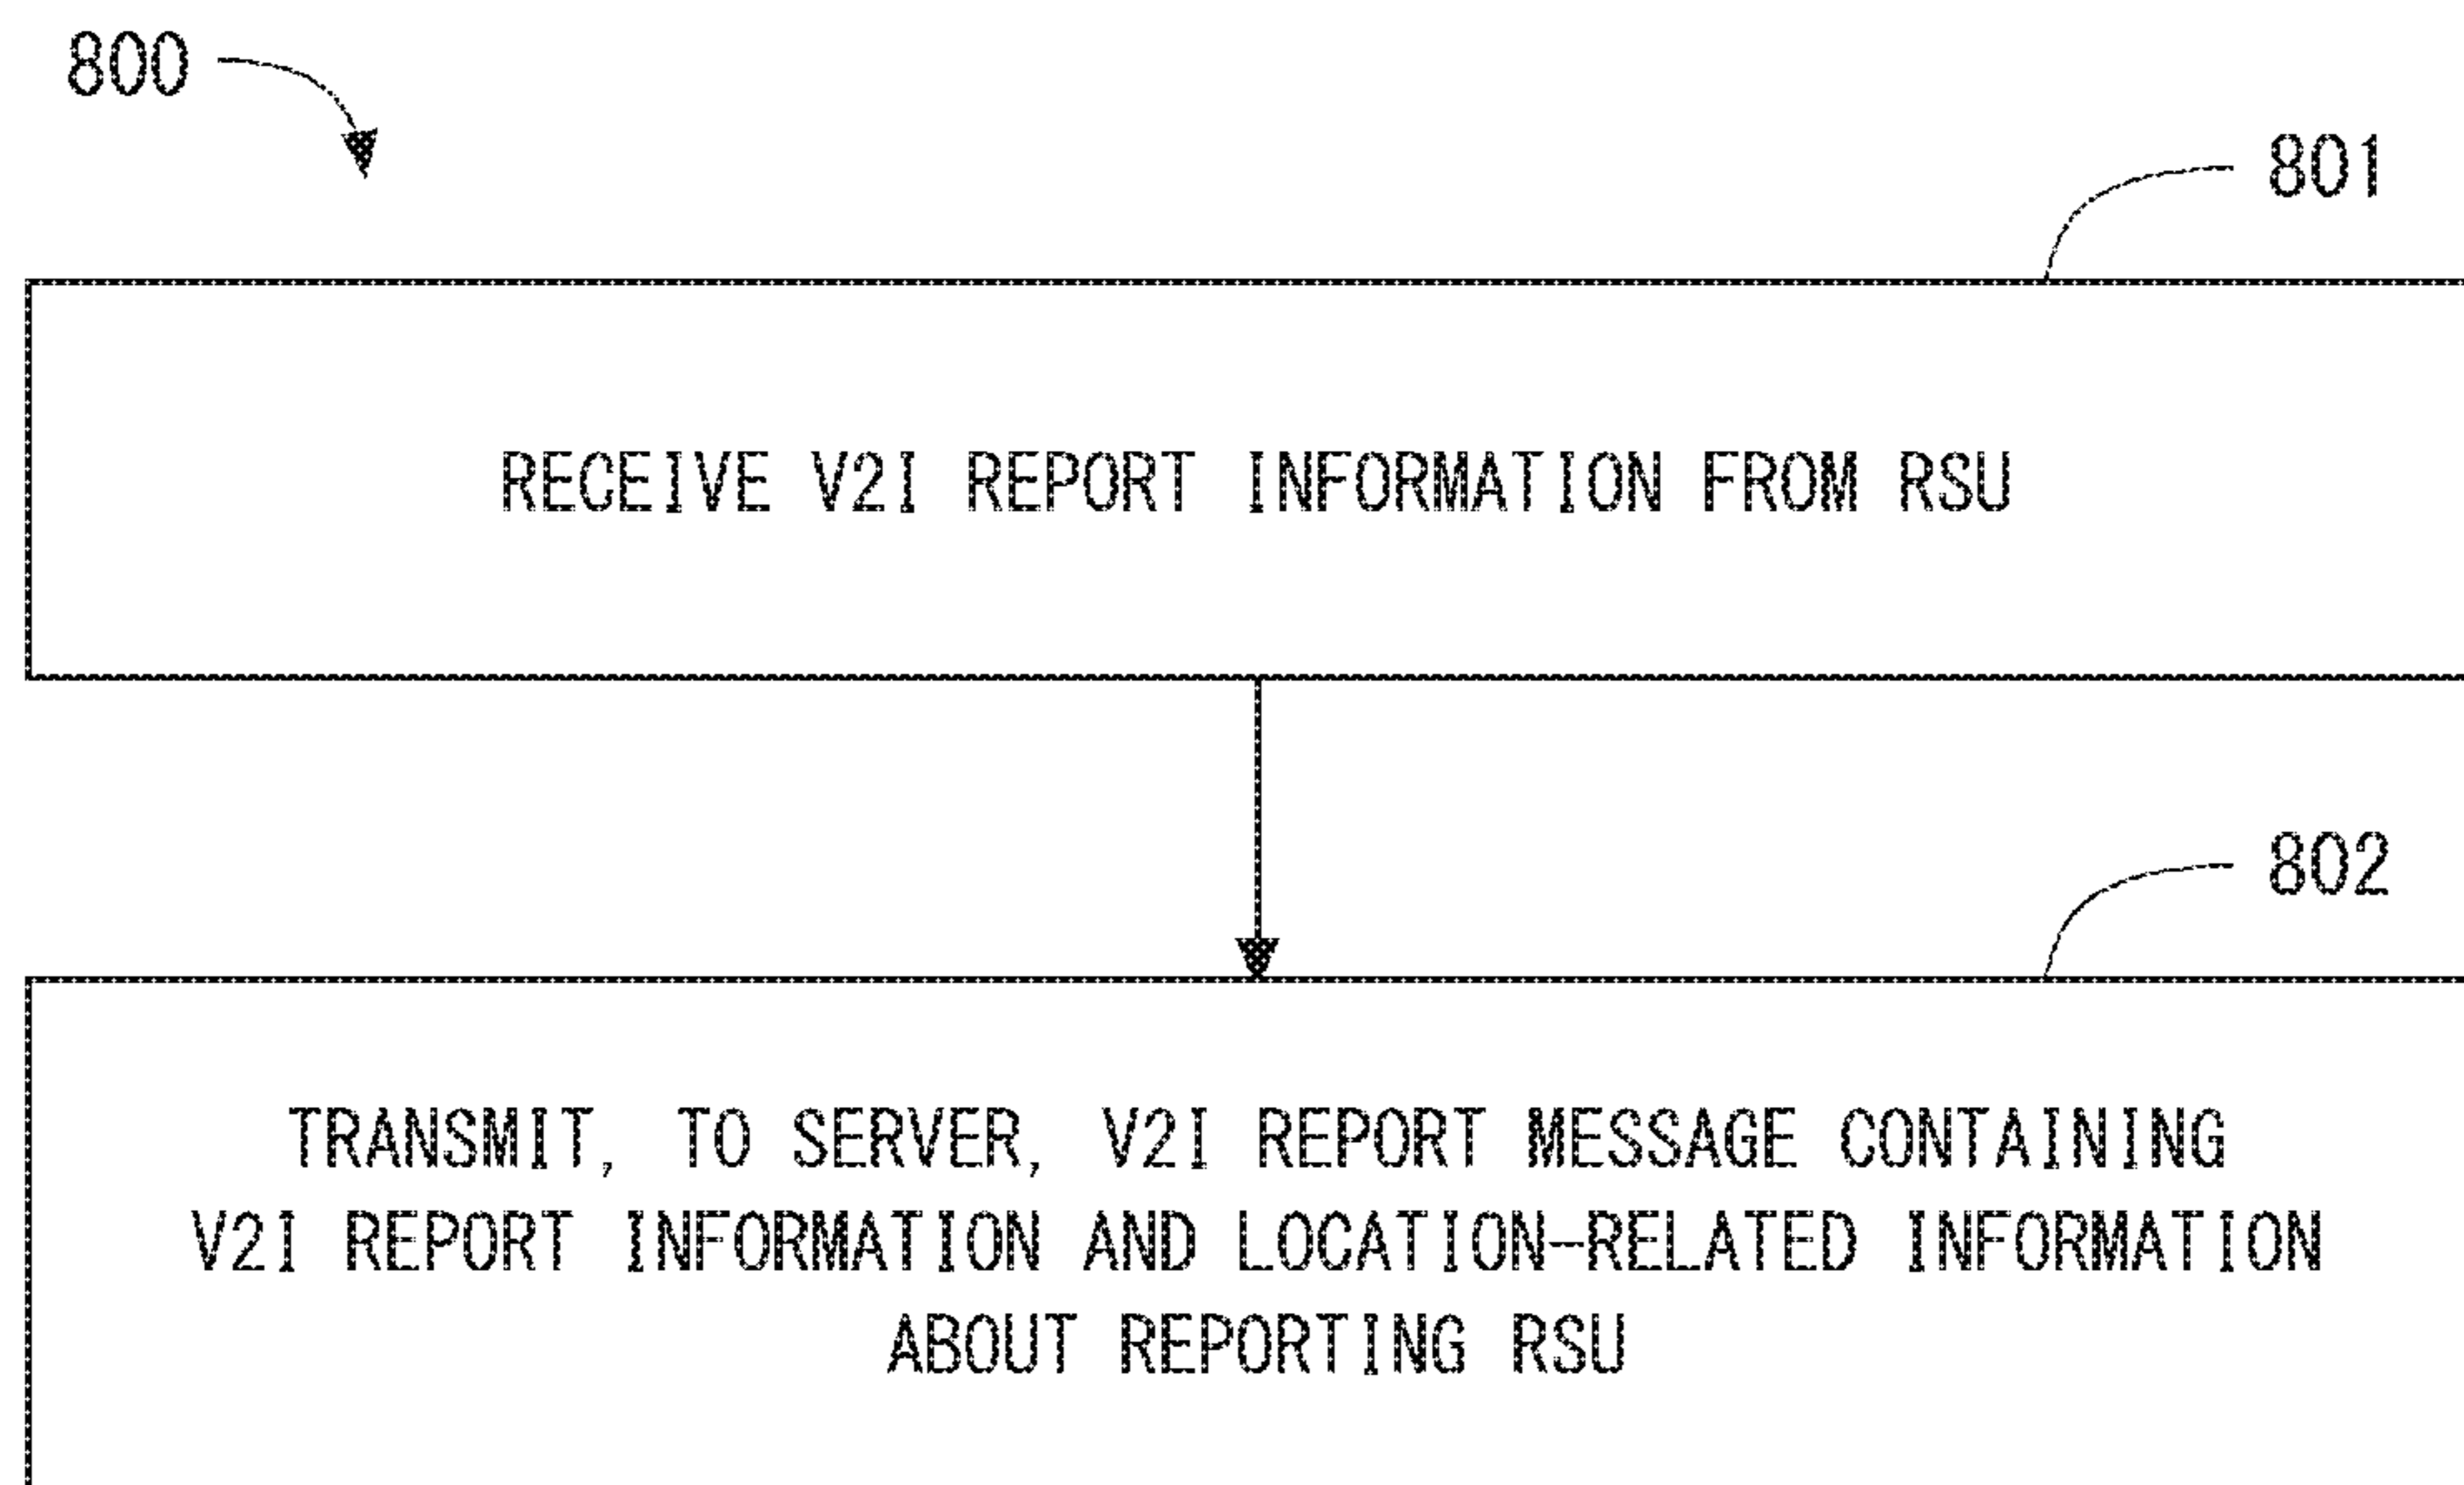 800
801
RECEIVE V2I REPORT INFORMATION FROM RSU
802
TRANSMIT, TO SERVER, V2I REPORT MESSAGE CONTAINING
V2I REPORT INFORMATION AND LOCATION-RELATED INFORMATION
ABOUT REPORTING RSU